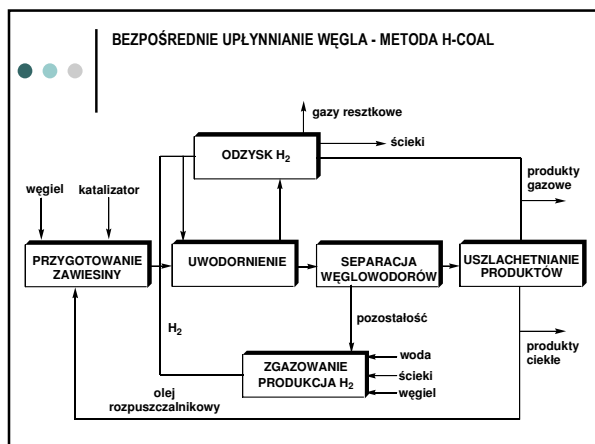 BEZPOŚREDNIE UPŁYNNIANIE WĘGLA - METODA H-COAL
gazy resztkowe
ODZYSK H2
ścieki
produkty
gazowe
węgiel
katalizator
PRZYGOTOWANIE
ZAWIESINY
UWODORNIENIE
SEPARACJA
WĘGLOWODORÓW
USZLACHETNIANIE
PRODUKTÓW
pozostałość
H2
produkty
ciekłe
ZGAZOWANIE
PRODUKCJA H2
woda
ścieki
węgiel
olej
rozpuszczalnikowy